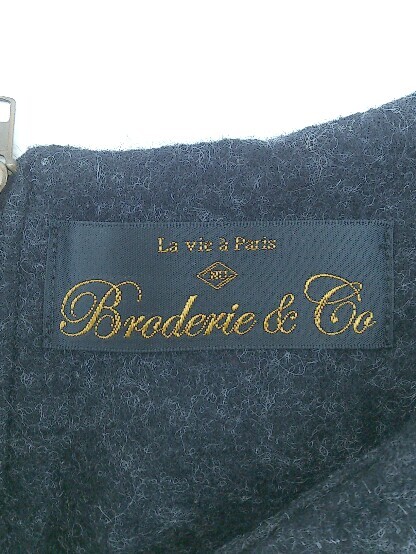 La vie à Paris
Broderie & Co